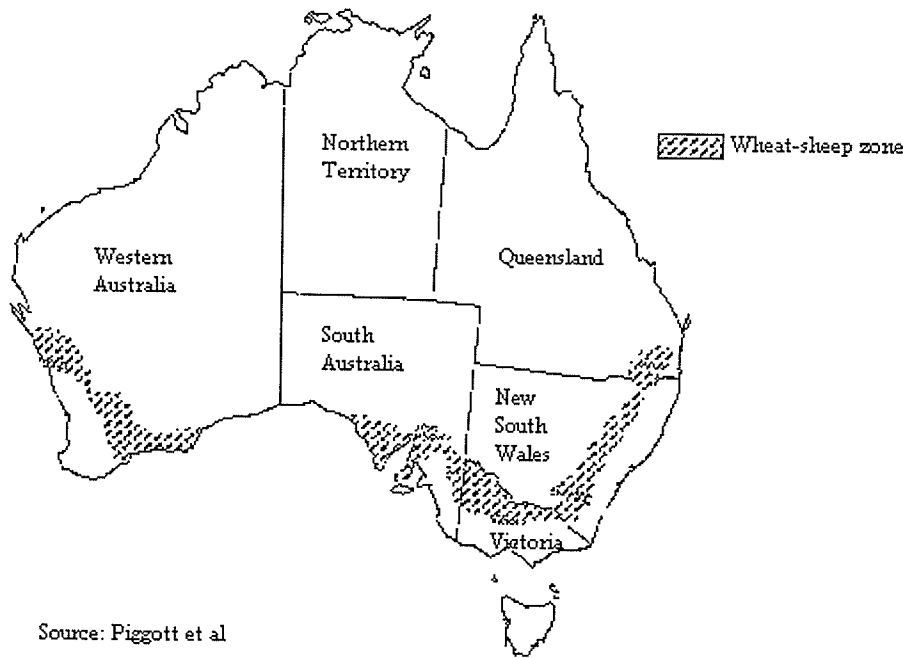 Northern
Territory
Wheat-sheep zone
Western
Australia
Queensland
South
Australia
New
South
Wales
Victoria
Source: Piggott et al